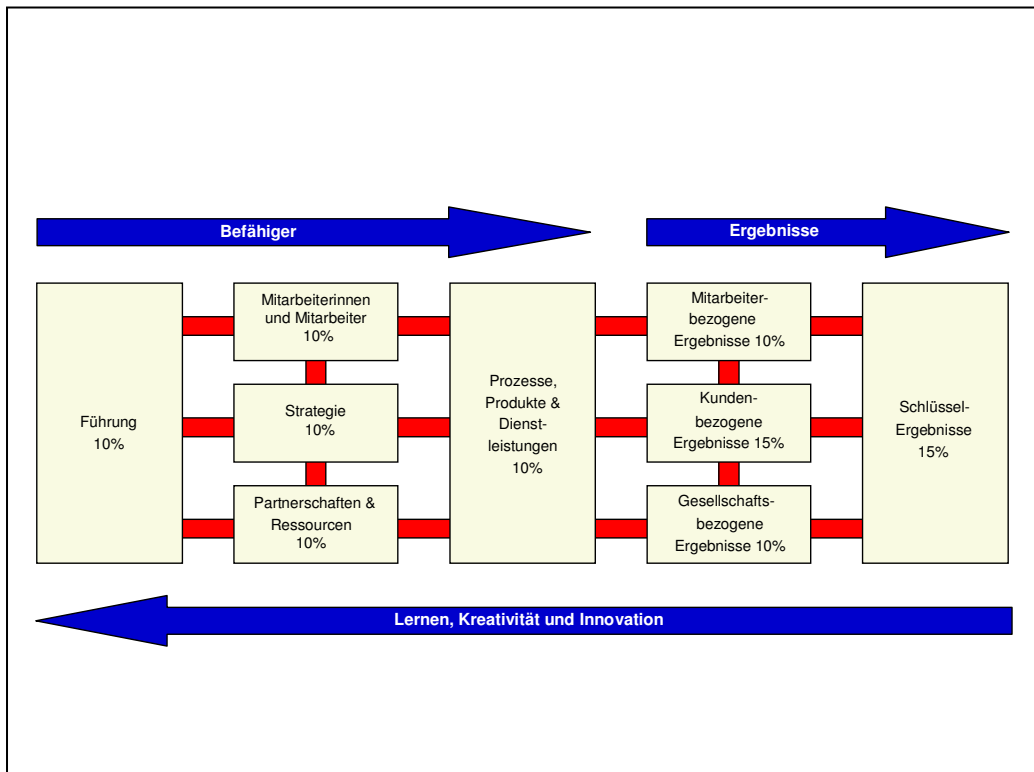 Befähiger
Ergebnisse
Führung
10%
Mitarbeiterinnen
und Mitarbeiter
10%
Strategie
10%
Partnerschaften &
Ressourcen
10%
Prozesse,
Produkte &
Dienst-
leistungen
10%
Mitarbeiter-
bezogene
Ergebnisse 10%
Kunden-
bezogene
Ergebnisse 15%
Gesellschafts-
bezogene
Ergebnisse 10%
Schlüssel-
Ergebnisse
15%
Lernen, Kreativität und Innovation